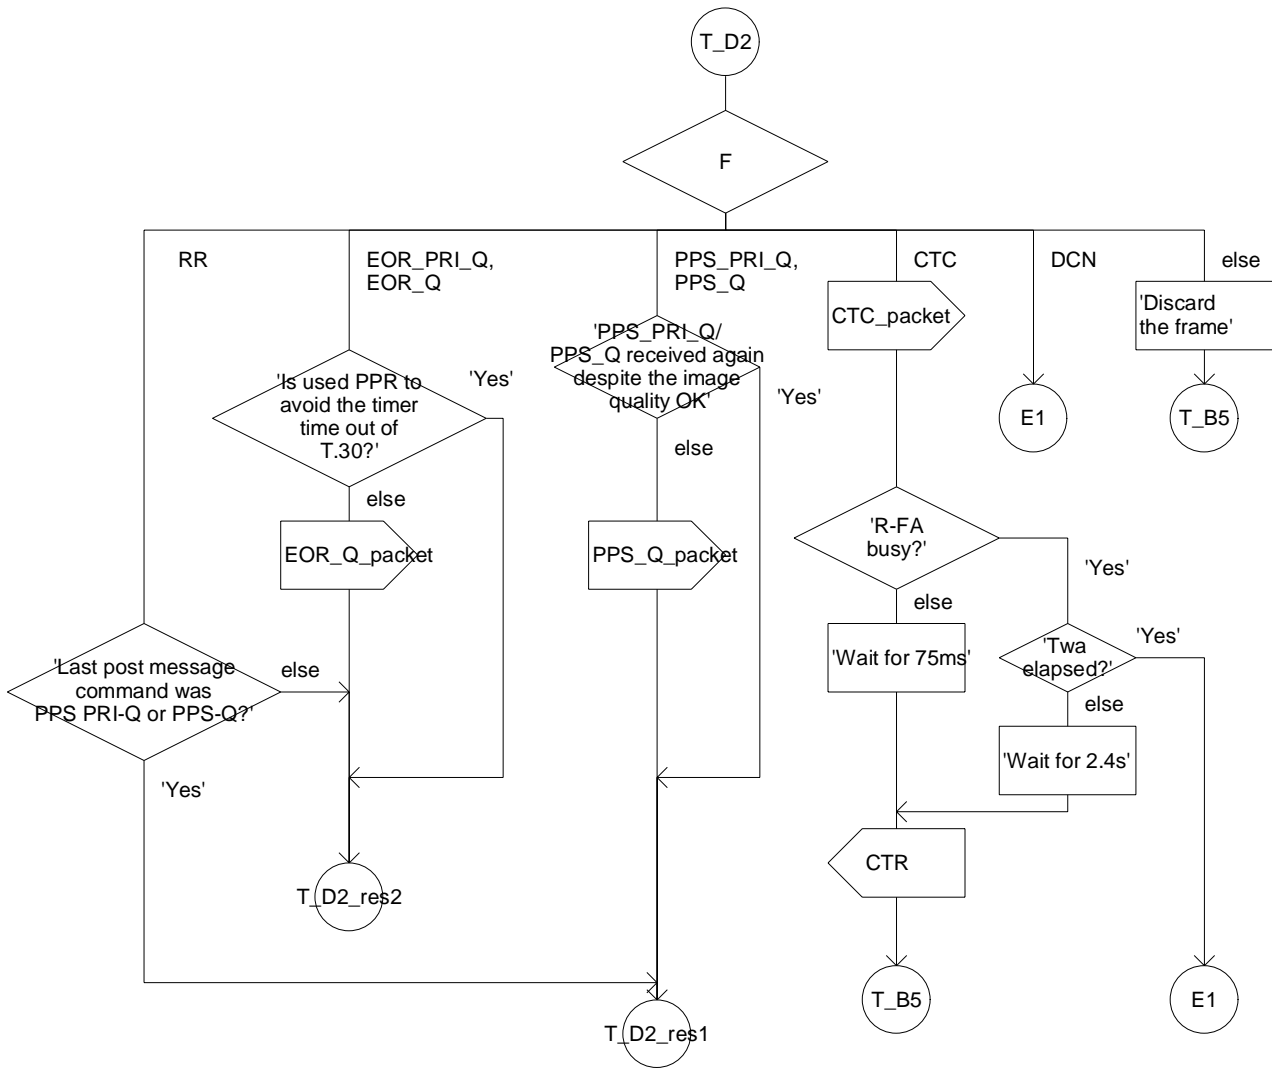 T_D2
F
RR
EOR_PRI_Q,
EOR_Q
PPS_PRI_Q,
PPS_Q
CTC
DCN
else
'Discard
the frame'
CTC_packet
'PPS_PRI_Q/
PPS_Q received again
despite the image
quality OK'
'Yes'
'Is used PPR to
avoid the timer
time out of
T.30?'
'Yes'
E1
T_B5
else
else
EOR_Q_packet
PPS_Q_packet
'R-FA
busy?'
'Yes'
else
'Wait for 75ms'
'Twa
elapsed?'
'Yes'
else
'Last post message
command was
PPS PRI-Q or PPS-Q?'
else
'Yes'
'Wait for 2.4s'
CTR
T_D2_res2
T_D2_res1
T_B5
E1